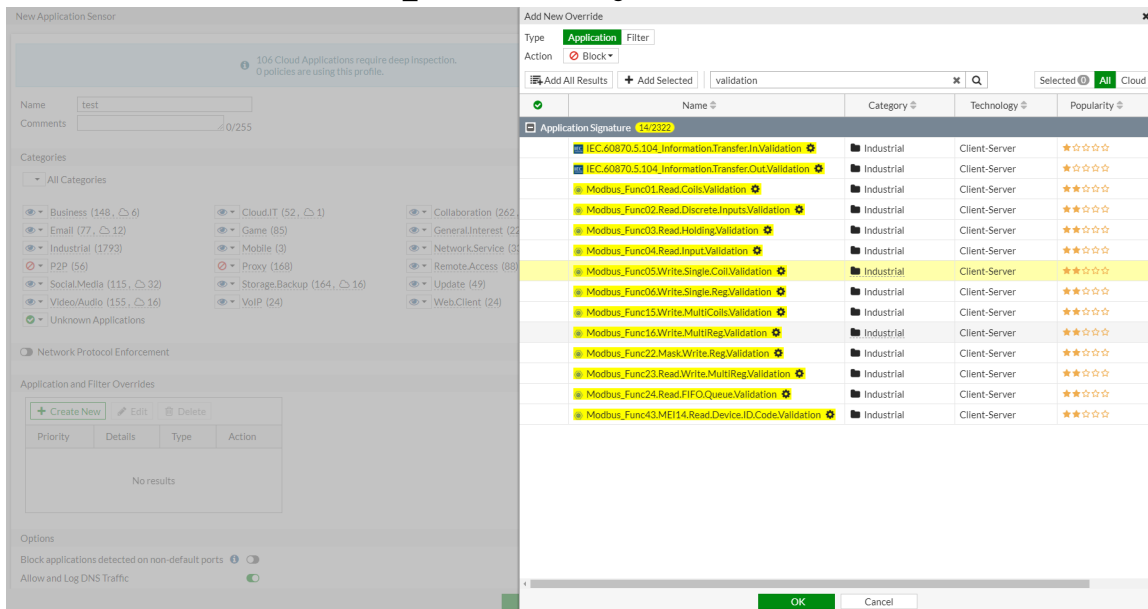 New Application Sensor
106 Cloud Applications require deep inspection.
0 policies are using this profile.
Name test
Comments 0/255
Categories
All Categories
Business (148, 6) Cloud.IT (52, 1) Collaboration (262,
Email (77, 12) Game (85) General.Interest (22
Industrial (1793) Mobile (3) Network.Service (33
P2P (56) Proxy (168) Remote.Access (88)
Social.Media (115, 32) Storage.Backup (164, 16) Update (49)
Video/Audio (155, 16) VoIP (24) Web.Client (24)
Unknown Applications
Network Protocol Enforcement
Application and Filter Overrides
Create New Edit Delete
Priority Details Type Action
No results
Options
Block applications detected on non-default ports
Allow and Log DNS Traffic
Add New Override
Type Application Filter
Action Block
Add All Results Add Selected validation Selected 0 All Cloud
Name Category Technology Popularity
Application Signature 14/2322
IEC.60870.5.104_Information.Transfer.In.Validation Industrial Client-Server
IEC.60870.5.104_Information.Transfer.Out.Validation Industrial Client-Server
Modbus_Func01.Read.Coils.Validation Industrial Client-Server
Modbus_Func02.Read.Discrete.Inputs.Validation Industrial Client-Server
Modbus_Func03.Read.Holding.Validation Industrial Client-Server
Modbus_Func04.Read.Input.Validation Industrial Client-Server
Modbus_Func05.Write.Single.Coil.Validation Industrial Client-Server
Modbus_Func06.Write.Single.Reg.Validation Industrial Client-Server
Modbus_Func15.Write.MultiCoils.Validation Industrial Client-Server
Modbus_Func16.Write.MultiReg.Validation Industrial Client-Server
Modbus_Func22.Mask.Write.Reg.Validation Industrial Client-Server
Modbus_Func23.Read.Write.MultiReg.Validation Industrial Client-Server
Modbus_Func24.Read.FIFO.Queue.Validation Industrial Client-Server
Modbus_Func43.MEI14.Read.Device.ID.Code.Validation Industrial Client-Server
OK Cancel